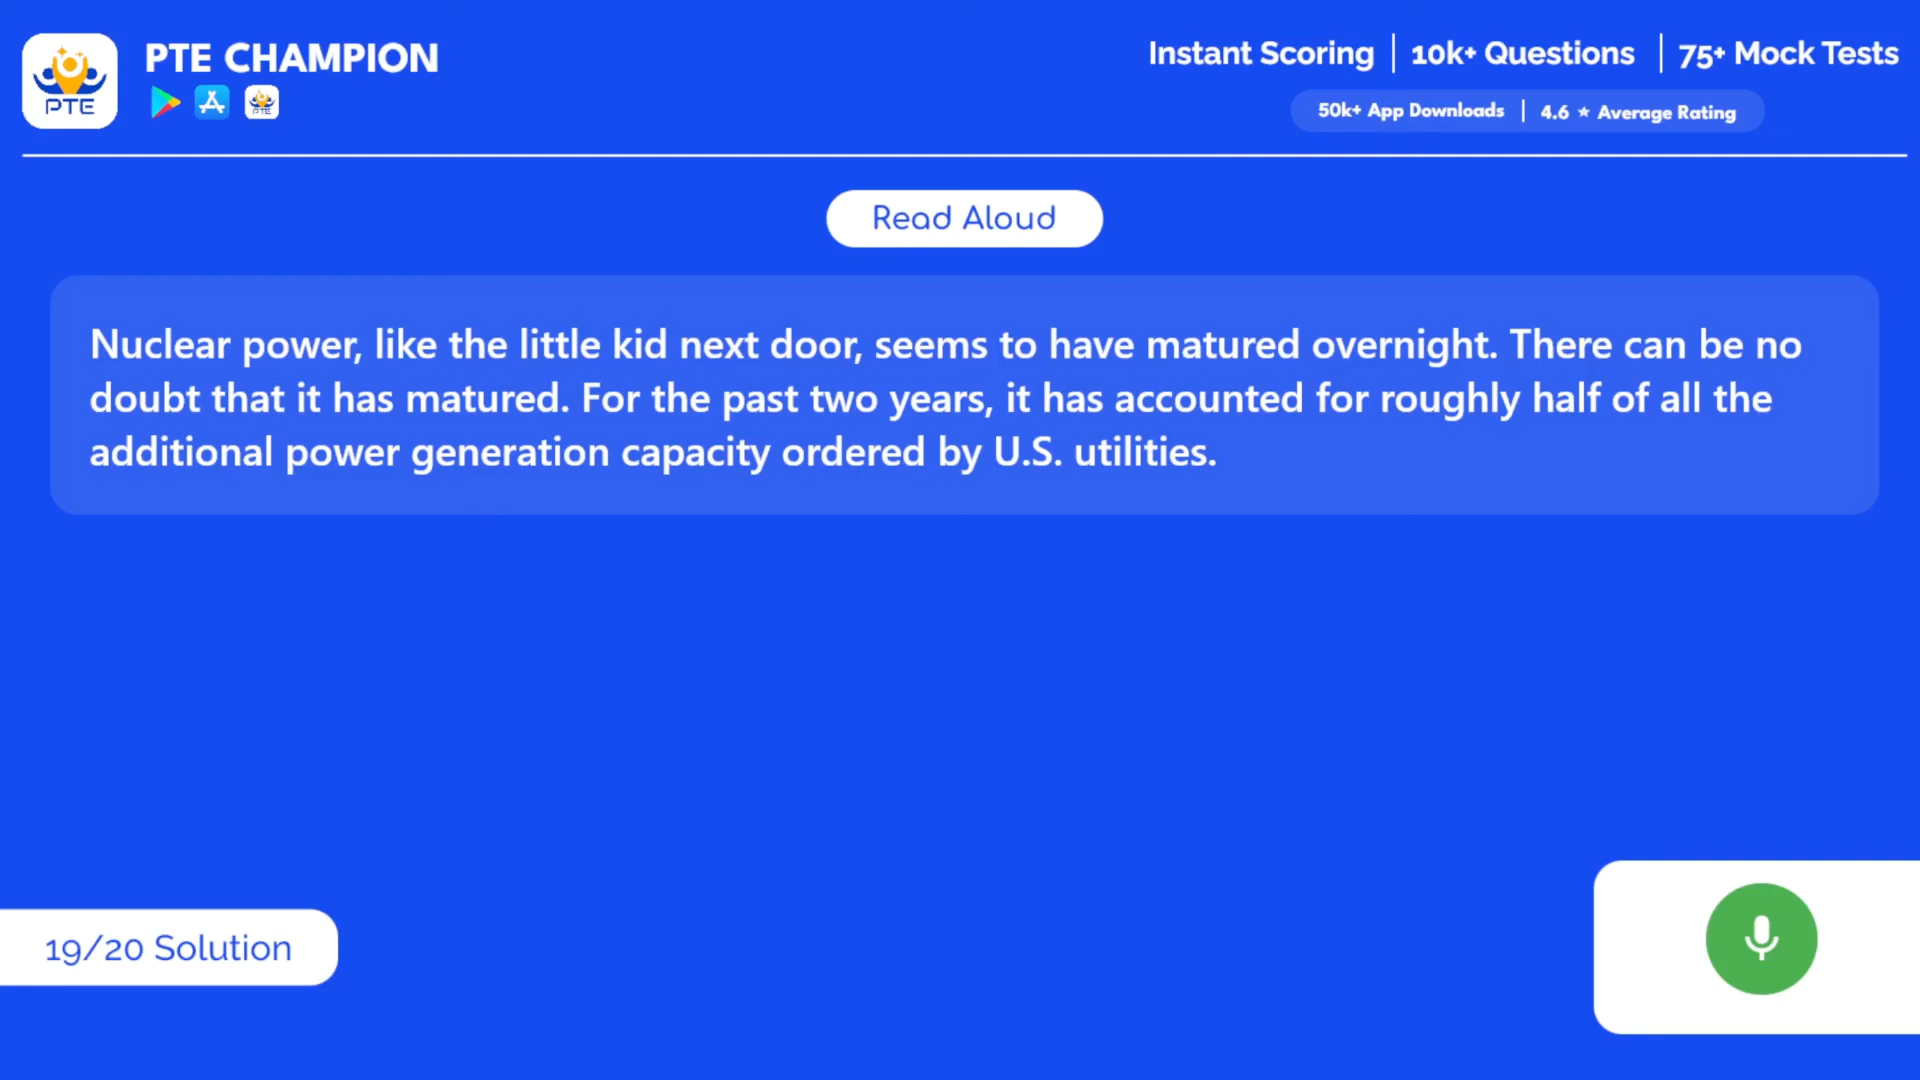 PTE CHAMPION
PTE
PTE
Instant Scoring | 10k+ Questions | 75+ Mock Tests
50k+ App Downloads | 4.6 ★ Average Rating
Read Aloud
Nuclear power, like the little kid next door, seems to have matured overnight. There can be no
doubt that it has matured. For the past two years, it has accounted for roughly half of all the
additional power generation capacity ordered by U.S. utilities.
19/20 Solution